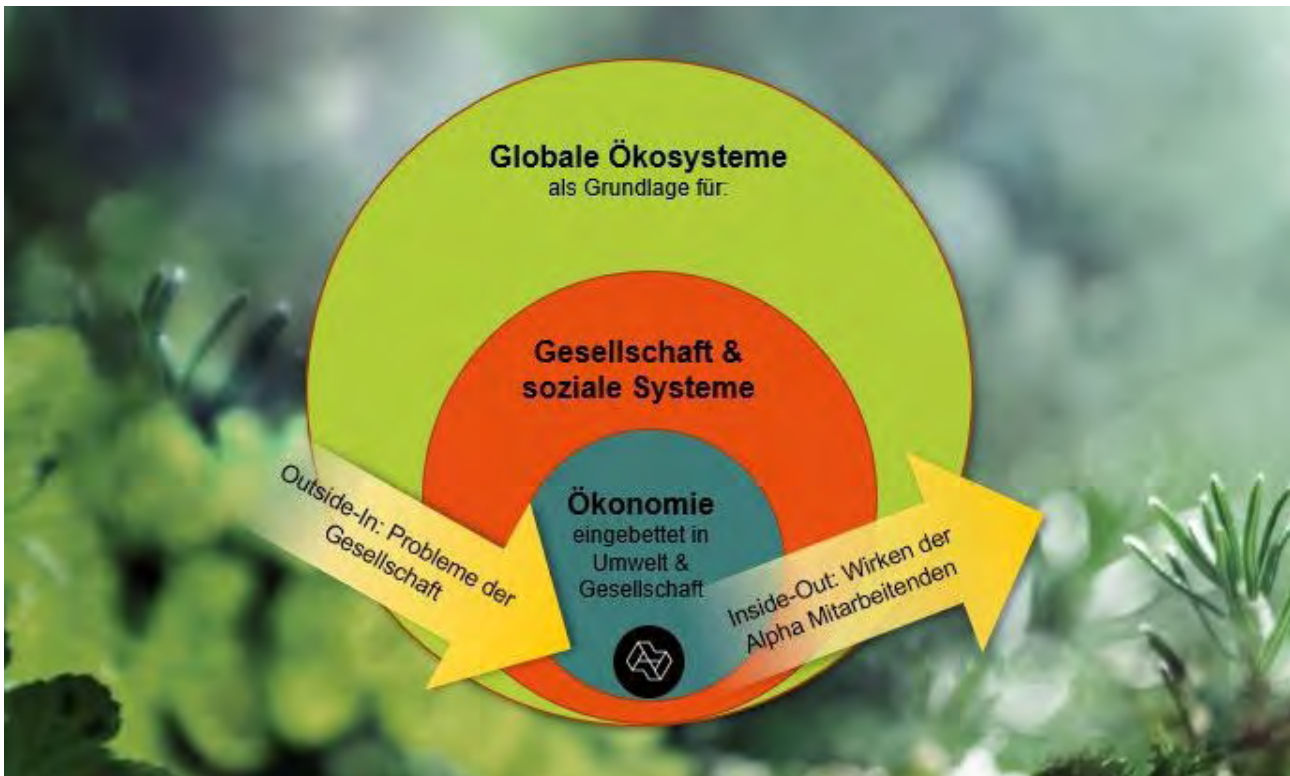 Globale Ökosysteme
als Grundlage für:
Gesellschaft &
soziale Systeme
Ökonomie
eingebettet in
Umwelt &
Gesellschaft
Outside-In: Probleme der
Gesellschaft
Inside-Out: Wirken der
Alpha Mitarbeitenden